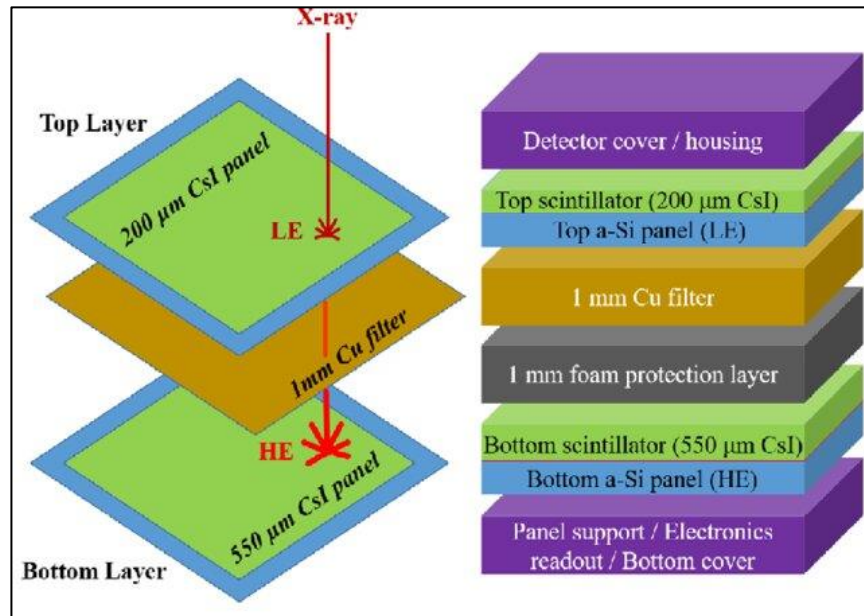 X-ray
Top Layer
200 μm CsI panel
LE
1mm Cu filter
HE
550 μm CsI panel
Bottom Layer
Detector cover / housing
Top scintillator (200 μm CsI)
Top a-Si panel (LE)
1 mm Cu filter
1 mm foam protection layer
Bottom scintillator (550 μm CsI)
Bottom a-Si panel (HE)
Panel support / Electronics
readout / Bottom cover